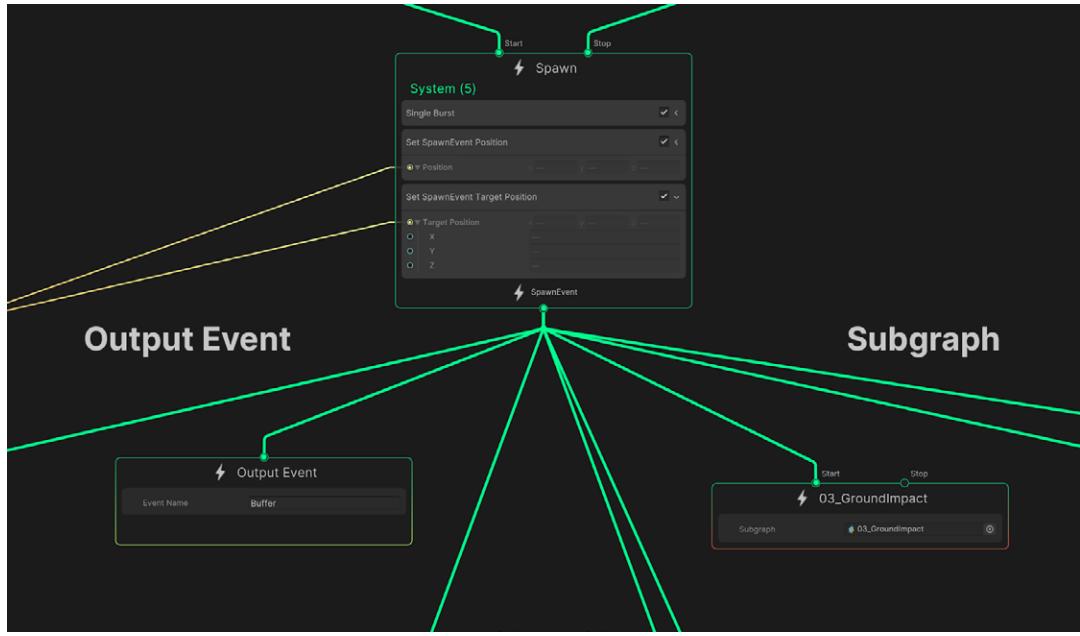 Start Stop
Spawn
System (5)
Single Burst
Set SpawnEvent Position
Position x y z
Set SpawnEvent Target Position
Target Position x y z
X
Y
Z
SpawnEvent
Output Event
Subgraph
Output Event
Event Name Buffer
Start Stop
03_GroundImpact
Subgraph 03_GroundImpact